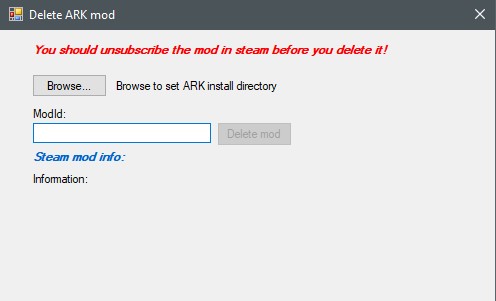 Delete ARK mod
You should unsubscribe the mod in steam before you delete it!
Browse... Browse to set ARK install directory
ModId:
Delete mod
Steam mod info:
Information: